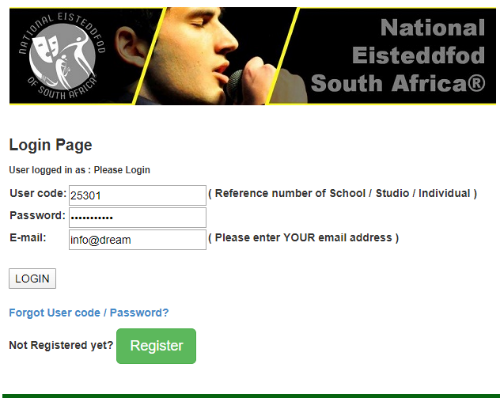 NATIONAL EISTEDDFOD
OF SOUTH AFRICA
National
Eisteddfod
South Africa®
Login Page
User logged in as : Please Login
User code: 25301 ( Reference number of School / Studio / Individual )
Password: •••••••••••
E-mail: info@dream ( Please enter YOUR email address )
LOGIN
Forgot User code / Password?
Not Registered yet? Register